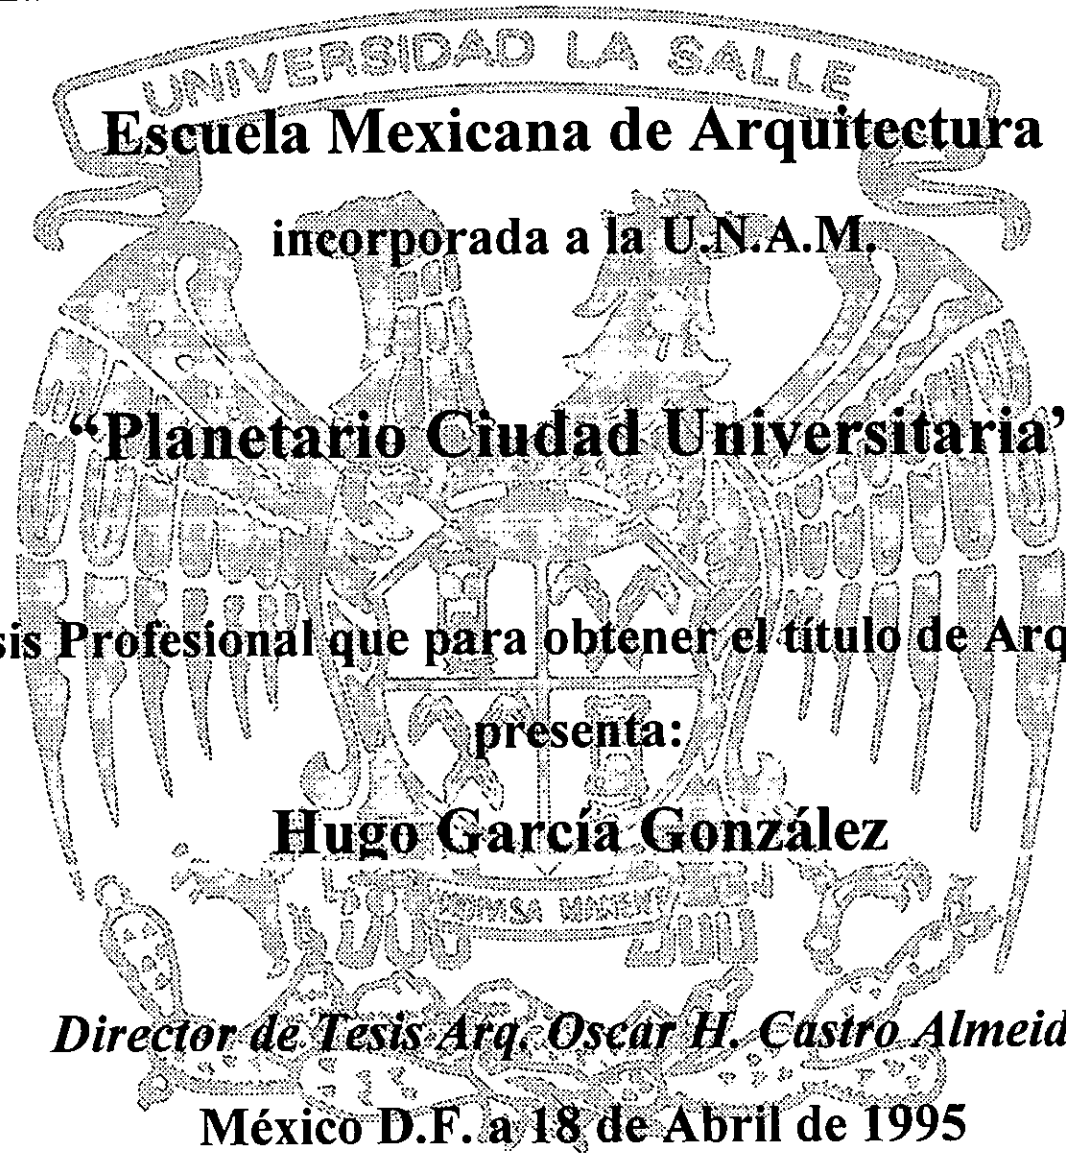 UNIVERSIDAD LA SALLE
Escuela Mexicana de Arquitectura
incorporada a la U.N.A.M.
“Planetario Ciudad Universitaria’
sis Profesional que para obtener el título de Arq
presenta:
Hugo García González
Director de Tesis Arq. Oscar H. Castro Almeid
México D.F. a 18 de Abril de 1995